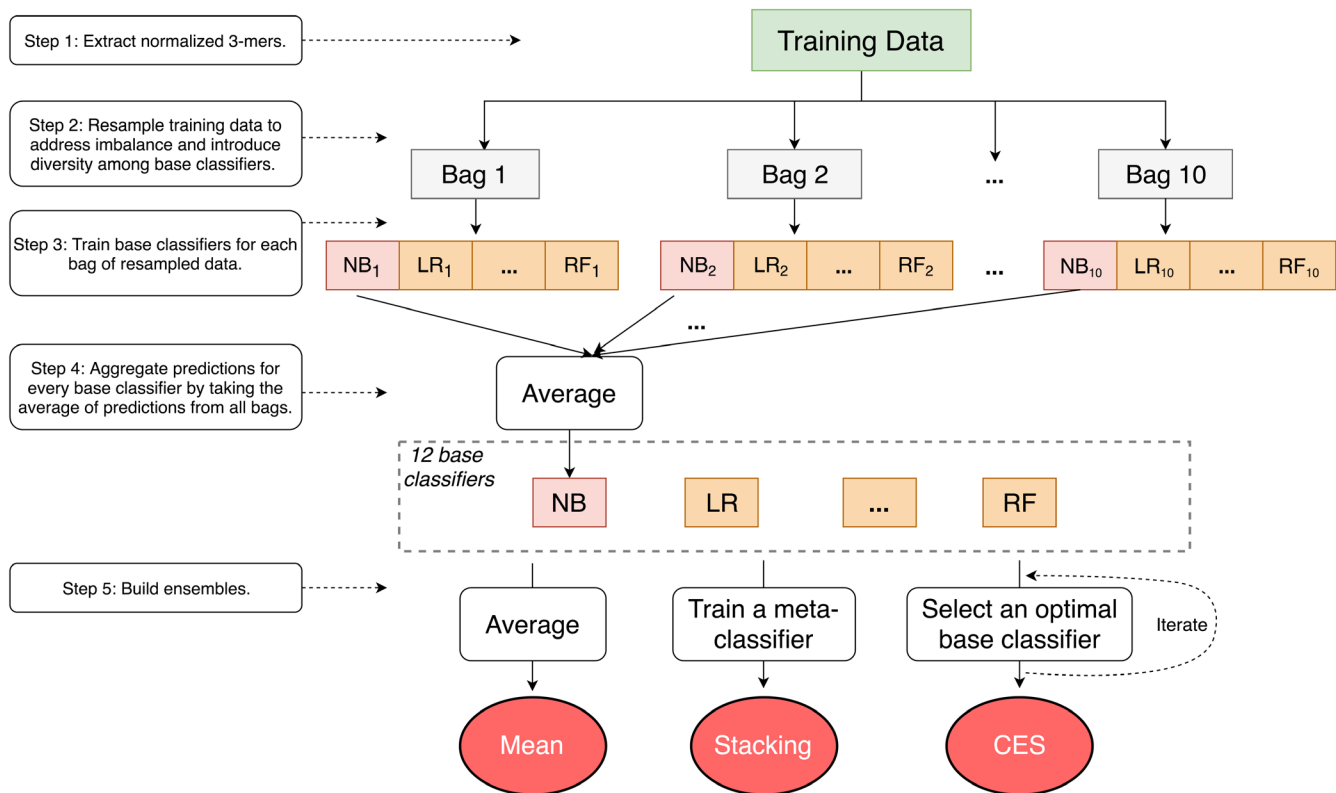 Step 1: Extract normalized 3-mers.
Training Data
Step 2: Resample training data to
address imbalance and introduce
diversity among base classifiers.
Bag 1
Bag 2
...
Bag 10
Step 3: Train base classifiers for each
bag of resampled data.
NB₁ LR₁ ... RF₁
NB₂ LR₂ ... RF₂
...
NB₁₀ LR₁₀ ... RF₁₀
...
Step 4: Aggregate predictions for
every base classifier by taking the
average of predictions from all bags.
Average
12 base
classifiers
NB
LR
...
RF
Step 5: Build ensembles.
Average
Train a meta-
classifier
Select an optimal
base classifier
Iterate
Mean
Stacking
CES